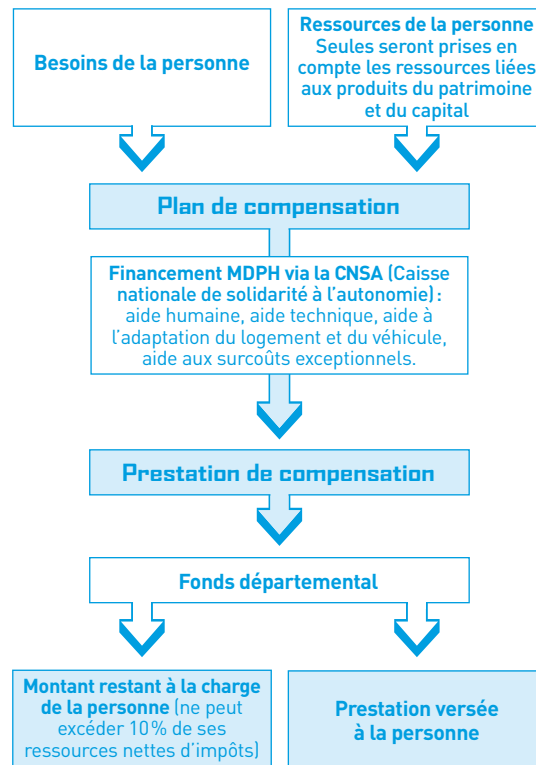 Besoins de la personne
Ressources de la personne
Seules seront prises en
compte les ressources liées
aux produits du patrimoine
et du capital
Plan de compensation
Financement MDPH via la CNSA (Caisse
nationale de solidarité à l’autonomie) :
aide humaine, aide technique, aide à
l’adaptation du logement et du véhicule,
aide aux surcoûts exceptionnels.
Prestation de compensation
Fonds départemental
Montant restant à la charge
de la personne (ne peut
excéder 10% de ses
ressources nettes d’impôts)
Prestation versée
à la personne